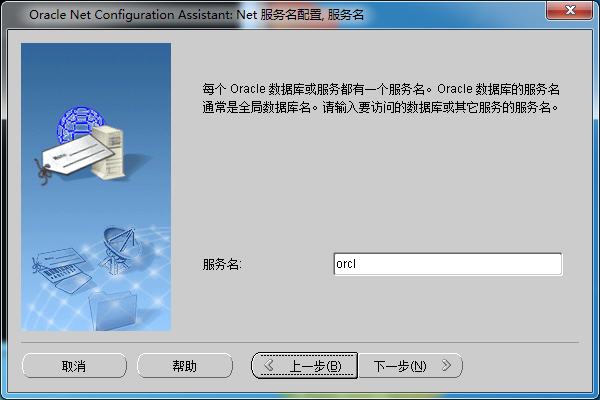 Oracle Net Configuration Assistant: Net 服务名配置, 服务名
每个 Oracle 数据库或服务都有一个服务名。Oracle 数据库的服务名
通常是全局数据库名。请输入要访问的数据库或其它服务的服务名。
服务名:
orcl
取消
帮助
上一步(B)
下一步(N)